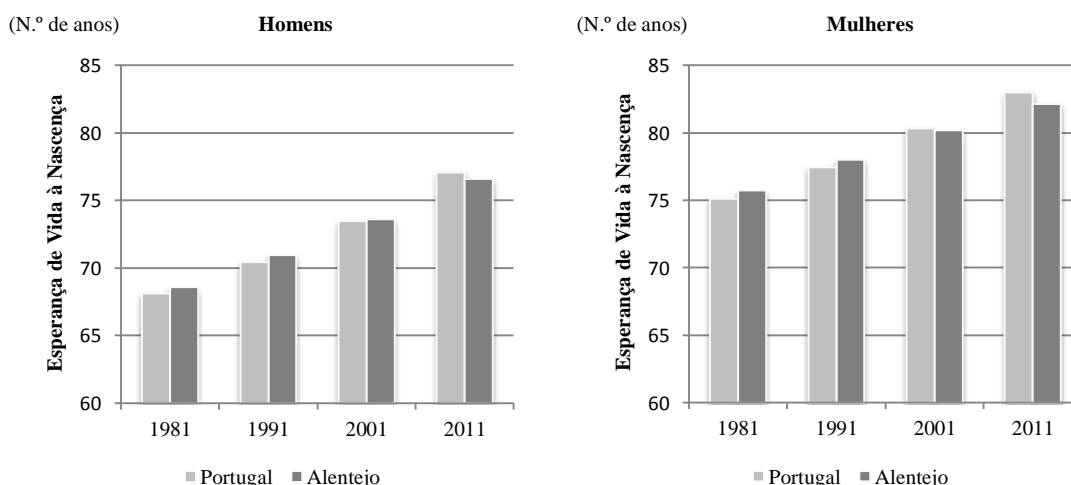 (N.º de anos)
Homens
Esperança de Vida à Nascença
85
80
75
70
65
60
1981 1991 2001 2011
Portugal Alentejo
(N.º de anos)
Mulheres
Esperança de Vida à Nascença
85
80
75
70
65
60
1981 1991 2001 2011
Portugal Alentejo